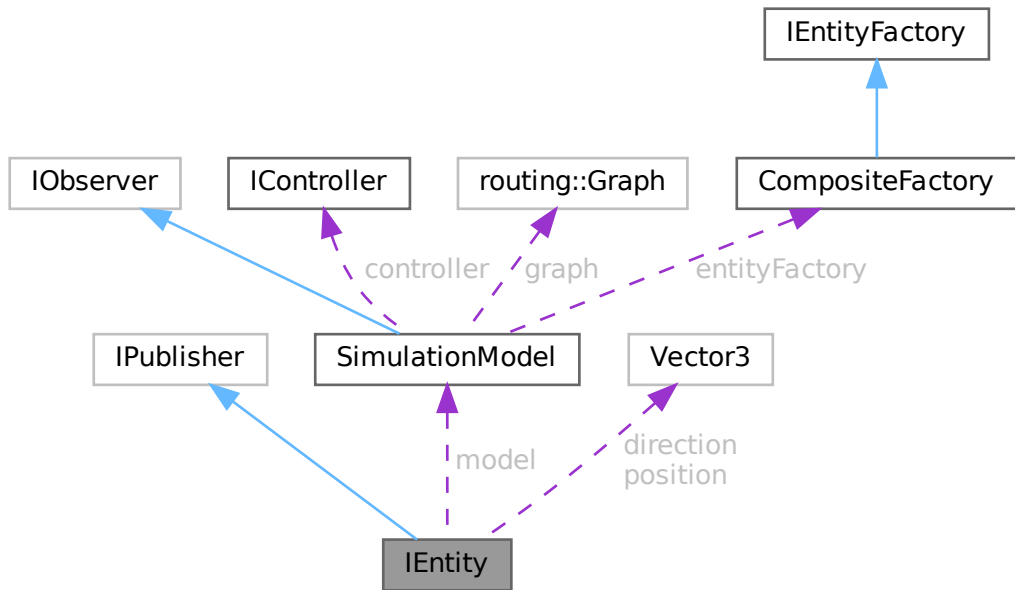 IEntityFactory
IObserver
IController
routing::Graph
CompositeFactory
controller
graph
entityFactory
IPublisher
SimulationModel
Vector3
model
direction
position
IEntity